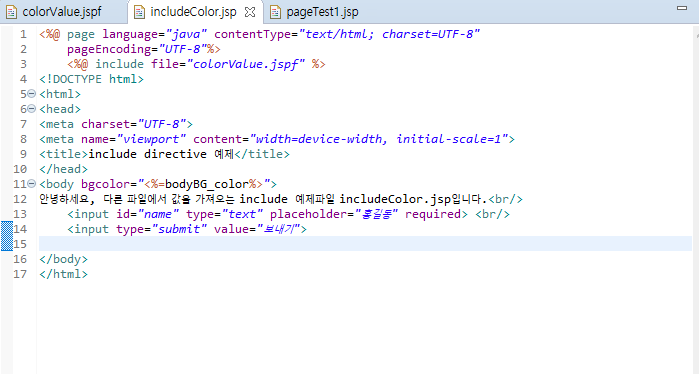 colorValue.jspf includeColor.jsp pageTest1.jsp
1 <%@ page language="java" contentType="text/html; charset=UTF-8"
2 pageEncoding="UTF-8"%>
3 <%@ include file="colorValue.jspf" %>
4 <!DOCTYPE html>
5 <html>
6 <head>
7 <meta charset="UTF-8">
8 <meta name="viewport" content="width=device-width, initial-scale=1">
9 <title>include directive 예제</title>
10 </head>
11 <body bgcolor="<%=bodyBG_color%>">
12 안녕하세요, 다른 파일에서 값을 가져오는 include 예제파일 includeColor.jsp입니다.<br/>
13 <input id="name" type="text" placeholder="홍길동" required> <br/>
14 <input type="submit" value="보내기">
15
16 </body>
17 </html>